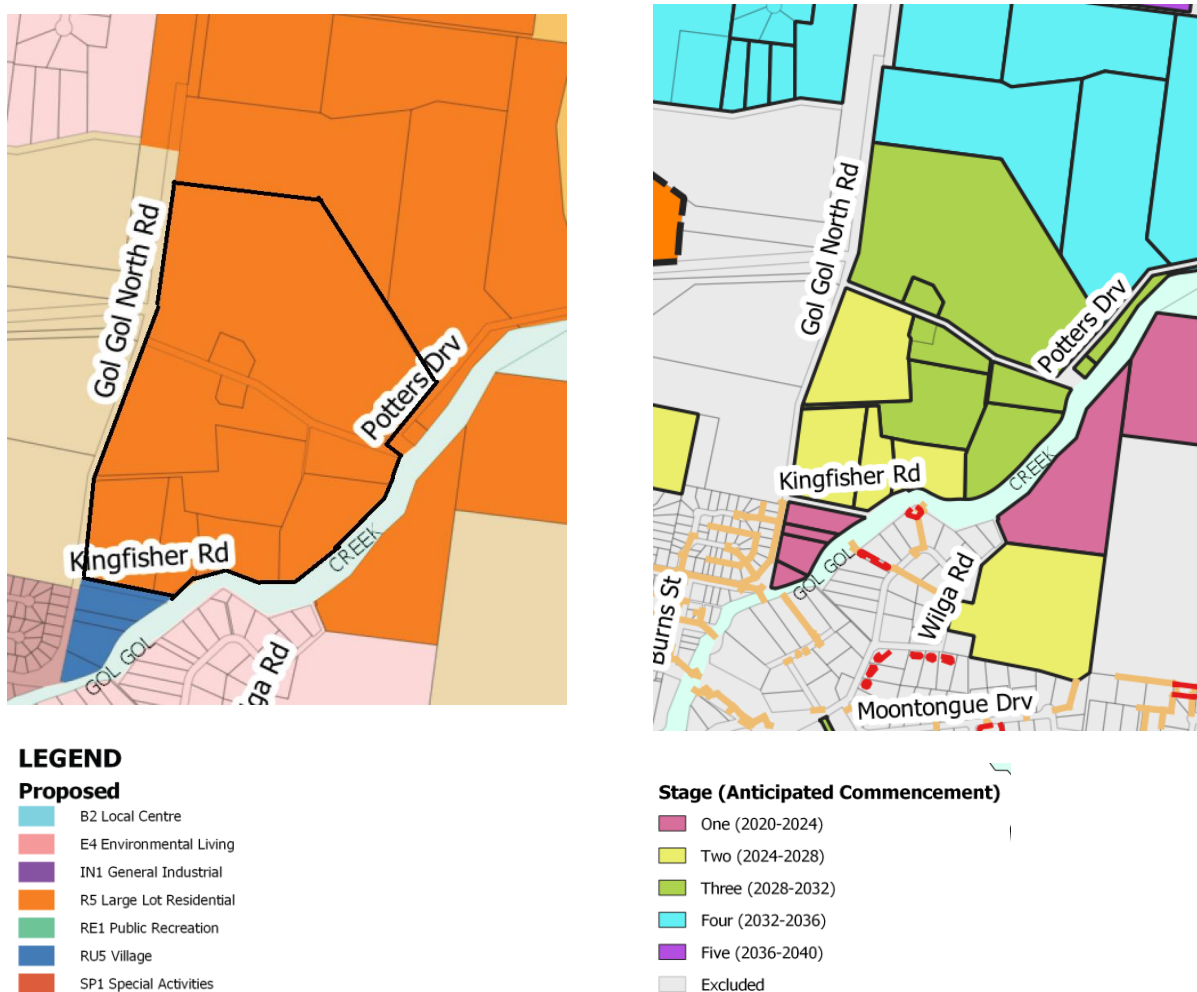 Gol Gol North Rd
Potters Drv
Kingfisher Rd
CREEK
GOL GOL
lga Rd
LEGEND
Proposed
B2 Local Centre
E4 Environmental Living
IN1 General Industrial
R5 Large Lot Residential
RE1 Public Recreation
RU5 Village
SP1 Special Activities
Gol Gol North Rd
Potters Drv
Kingfisher Rd
CREEK
GOL GOL
Wilga Rd
Burns St
Moontongue Drv
Stage (Anticipated Commencement)
One (2020-2024)
Two (2024-2028)
Three (2028-2032)
Four (2032-2036)
Five (2036-2040)
Excluded